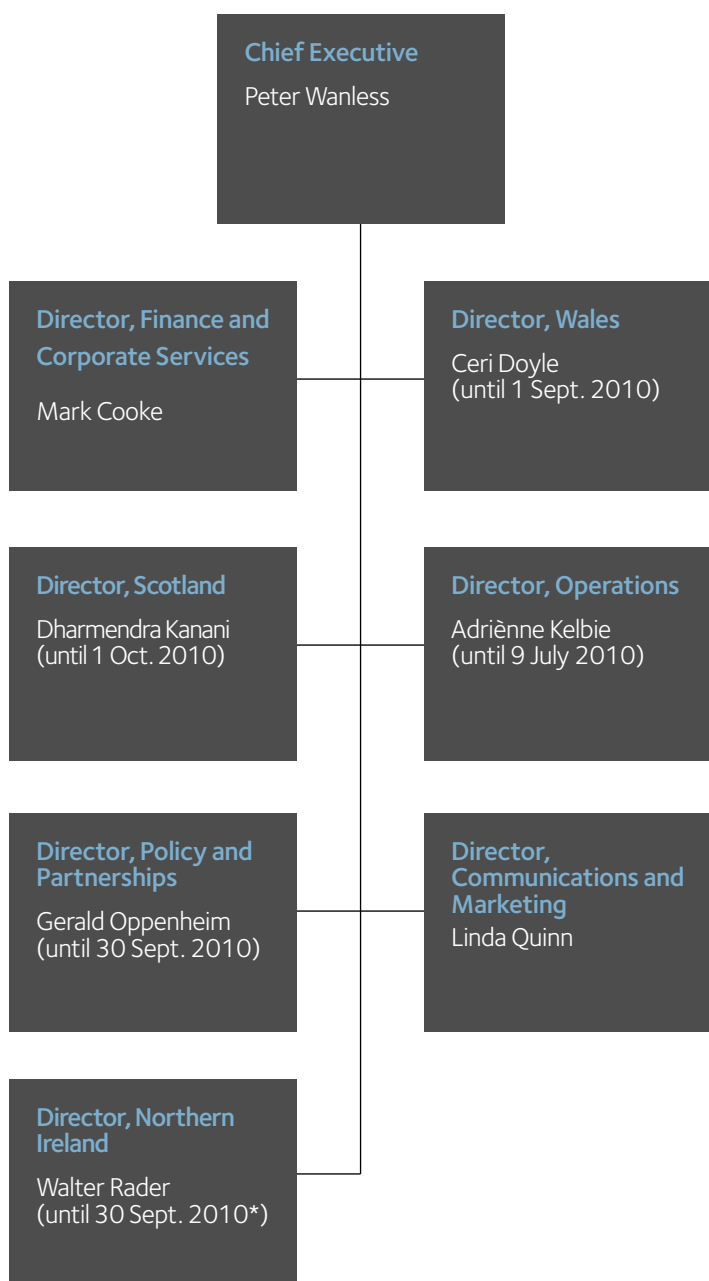 Chief Executive
Peter Wanless
Director, Finance and
Corporate Services
Mark Cooke
Director, Wales
Ceri Doyle
(until 1 Sept. 2010)
Director, Scotland
Dharmendra Kanani
(until 1 Oct. 2010)
Director, Operations
Adriènne Kelbie
(until 9 July 2010)
Director, Policy and
Partnerships
Gerald Oppenheim
(until 30 Sept. 2010)
Director,
Communications and
Marketing
Linda Quinn
Director, Northern
Ireland
Walter Rader
(until 30 Sept. 2010*)